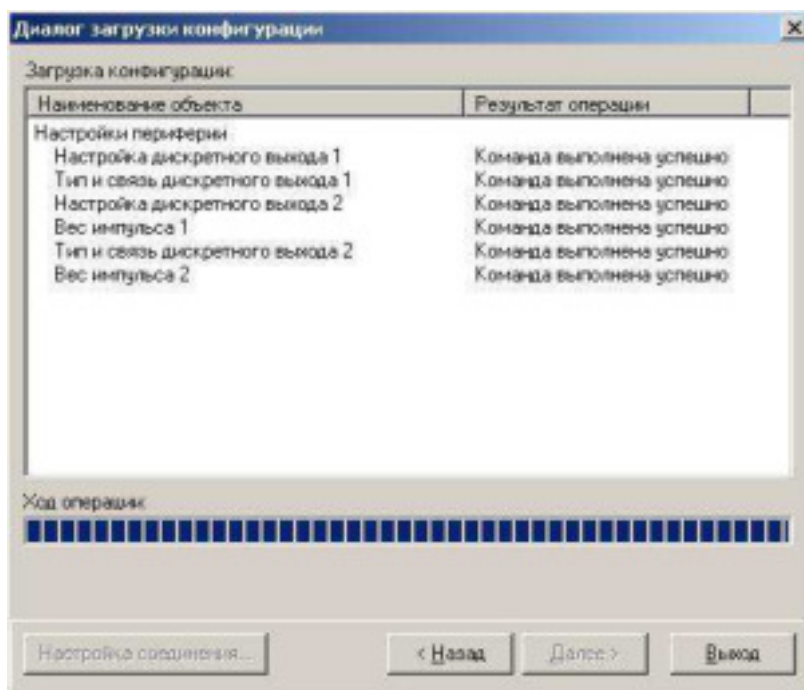 Диалог загрузки конфигурации
Загрузка конфигурации:
Наименование объекта Результат операции
Настройки периферии
Настройка дискретного выхода 1 Команда выполнена успешно
Тип и связь дискретного выхода 1 Команда выполнена успешно
Настройка дискретного выхода 2 Команда выполнена успешно
Вес импульса 1 Команда выполнена успешно
Тип и связь дискретного выхода 2 Команда выполнена успешно
Вес импульса 2 Команда выполнена успешно
Ход операции:
Настройка соединения... < Назад Далее > Выход